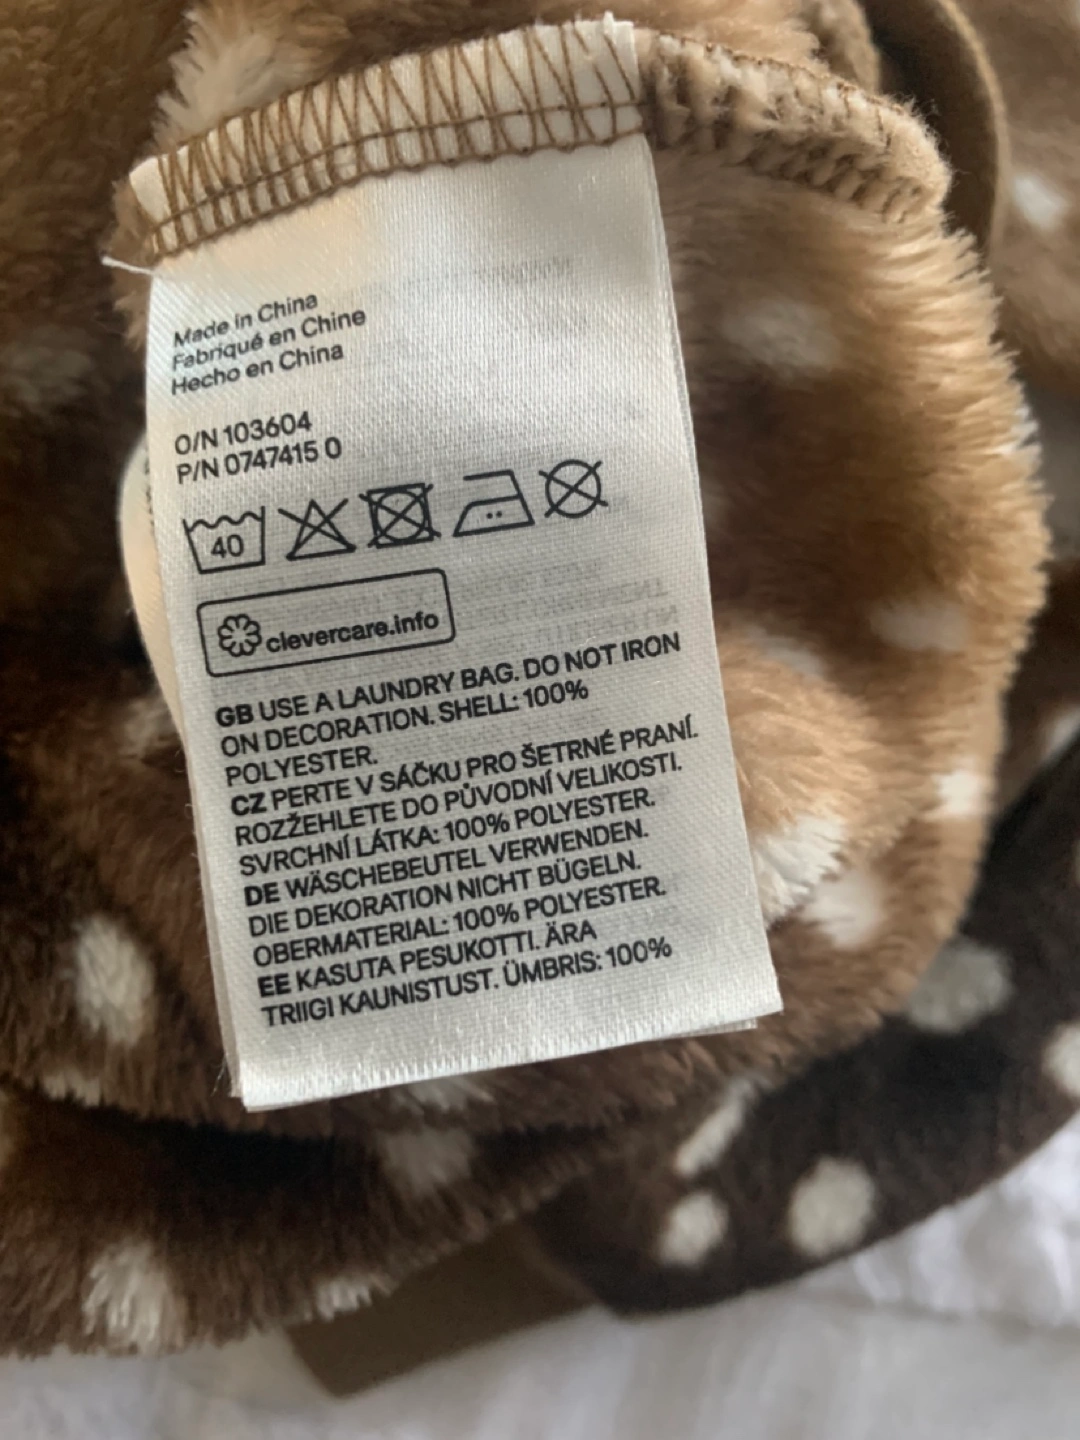 Made in China
Fabriqué en Chine
Hecho en China
O/N 103604
P/N 0747415 0
40
clevercare.info
GB USE A LAUNDRY BAG. DO NOT IRON
ON DECORATION. SHELL: 100%
POLYESTER.
CZ PERTE V SÁČKU PRO ŠETRNÉ PRANÍ.
ROZŽEHLETE DO PŮVODNÍ VELIKOSTI.
SVRCHNÍ LÁTKA: 100% POLYESTER.
DE WÄSCHEBEUTEL VERWENDEN.
DIE DEKORATION NICHT BÜGELN.
OBERMATERIAL: 100% POLYESTER.
EE KASUTA PESUKOTTI. ÄRA
TRIIGI KAUNISTUST. ÜMBRIS: 100%